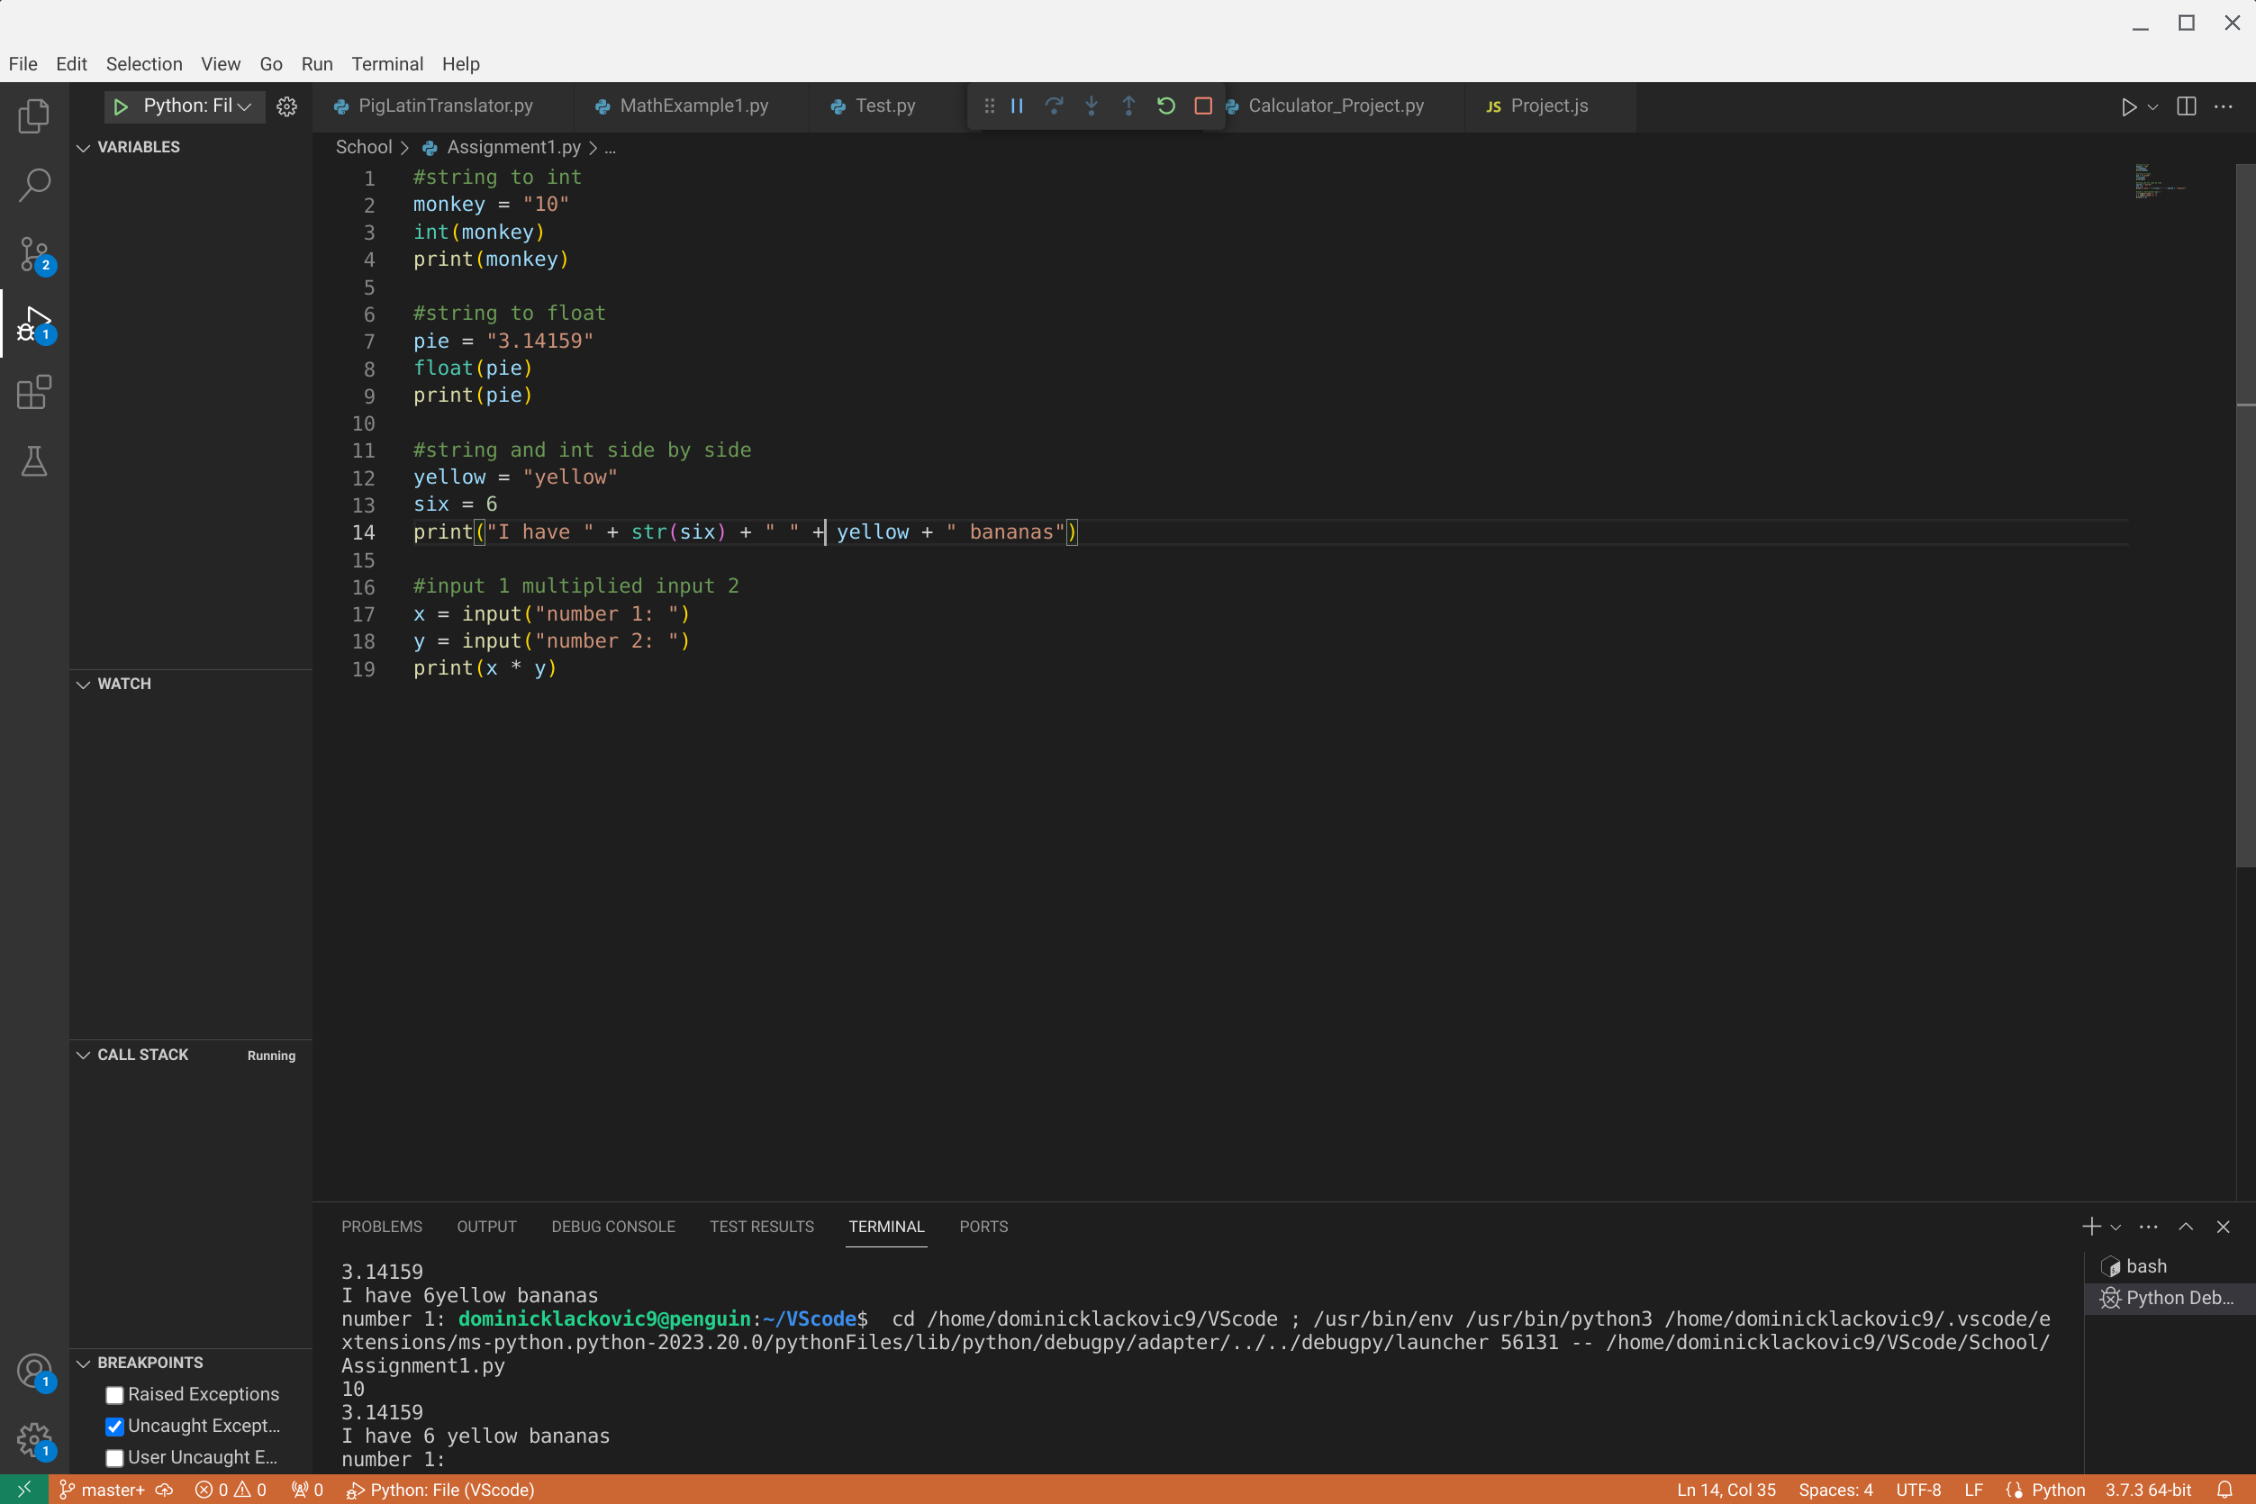 File Edit Selection View Go Run Terminal Help
Python: Fil
PigLatinTranslator.py
MathExample1.py
Test.py
Calculator_Project.py
JS Project.js
VARIABLES
School > Assignment1.py > ...
1 #string to int
2 monkey = "10"
3 int(monkey)
4 print(monkey)
5
6 #string to float
7 pie = "3.14159"
8 float(pie)
9 print(pie)
10
11 #string and int side by side
12 yellow = "yellow"
13 six = 6
14 print("I have " + str(six) + " " + yellow + " bananas")
15
16 #input 1 multiplied input 2
17 x = input("number 1: ")
18 y = input("number 2: ")
19 print(x * y)
2
1
WATCH
CALL STACK Running
BREAKPOINTS
Raised Exceptions
Uncaught Except...
User Uncaught E...
1
1
PROBLEMS OUTPUT DEBUG CONSOLE TEST RESULTS TERMINAL PORTS
3.14159
I have 6yellow bananas
number 1: dominicklackovic9@penguin:~/VScode$  cd /home/dominicklackovic9/VScode ; /usr/bin/env /usr/bin/python3 /home/dominicklackovic9/.vscode/e
xtensions/ms-python.python-2023.20.0/pythonFiles/lib/python/debugpy/adapter/../../debugpy/launcher 56131 -- /home/dominicklackovic9/VScode/School/
Assignment1.py
10
3.14159
I have 6 yellow bananas
number 1:
bash
Python Deb...
master+ 0 0 0 Python: File (VScode) Ln 14, Col 35 Spaces: 4 UTF-8 LF Python 3.7.3 64-bit